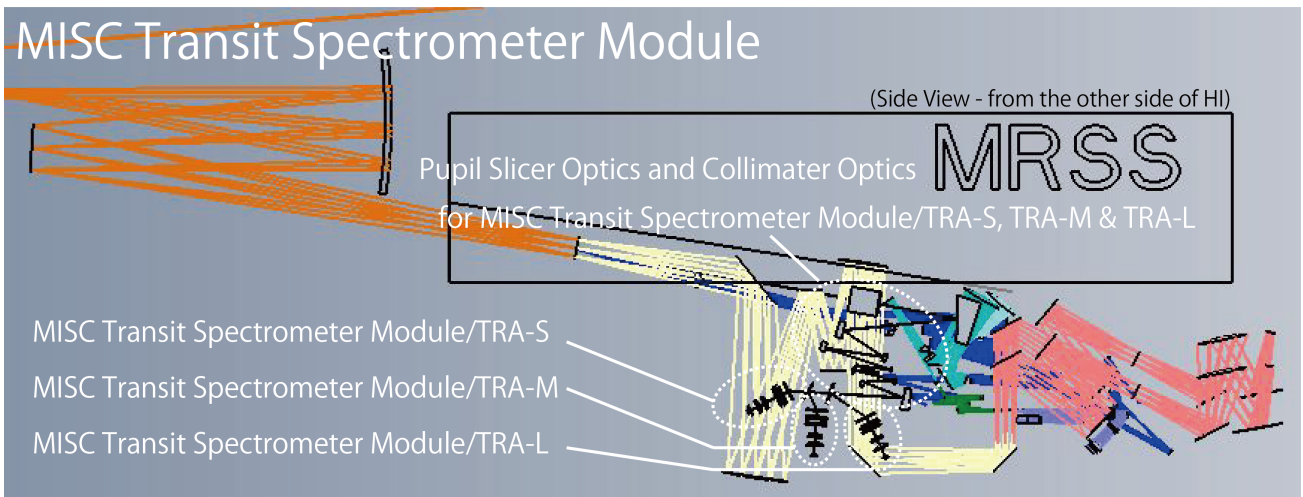 MISC Transit Spectrometer Module
(Side View - from the other side of HI)
MRSS
Pupil Slicer Optics and Collimater Optics
for MISC Transit Spectrometer Module/TRA-S, TRA-M & TRA-L
MISC Transit Spectrometer Module/TRA-S
MISC Transit Spectrometer Module/TRA-M
MISC Transit Spectrometer Module/TRA-L